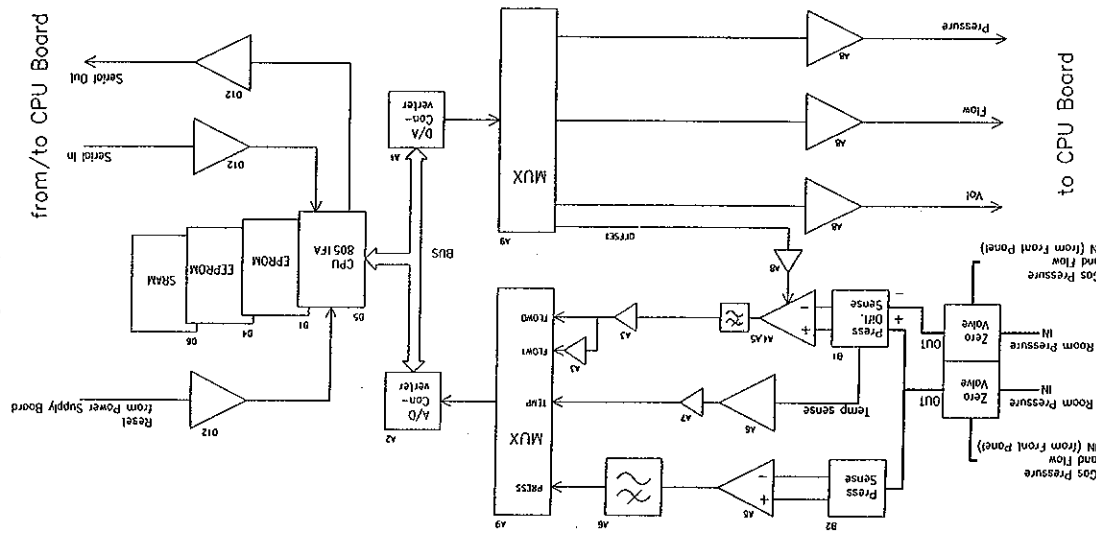 B2
Press
Sense
A5
A6
A9
PRESS
MUX
TEMP
FLOW1
FLOW0
Gas Pressure
and Flow
IN (from Front Panel)
Room Pressure
IN
Zero
Valve
OUT
Room Pressure
IN
Zero
Valve
OUT
Gas Pressure
and Flow
IN (from Front Panel)
Temp sense
A6
A7
B1
Press
Diff.
Sense
A4,A5
A3
A3
A8
OFFSET
A2
A/D
Con-
verter
Reset
from Power Supply Board
D12
BUS
D5
CPU
8051FA
D1
EPROM
D4
EEPROM
D6
SRAM
to CPU Board
Vol
A8
Flow
A8
Pressure
A8
A9
MUX
A1
D/A
Con-
verter
from/to CPU Board
Serial In
D12
Serial Out
D12